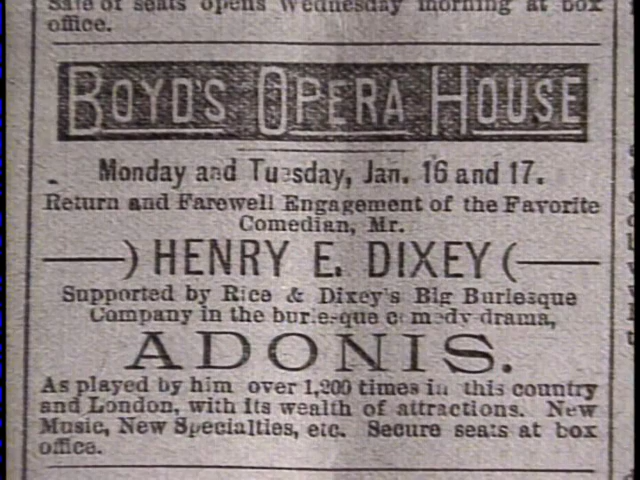 Sale of seats opens Wednesday morning at box
office.
BOYD'S OPERA HOUSE
Monday and Tuesday, Jan. 16 and 17.
Return and Farewell Engagement of the Favorite
Comedian, Mr.
HENRY E. DIXEY
Supported by Rice & Dixey's Big Burlesque
Company in the burlesque comedy drama,
ADONIS.
As played by him over 1,200 times in this country
and London, with its wealth of attractions. New
Music, New Specialties, etc. Secure seats at box
office.